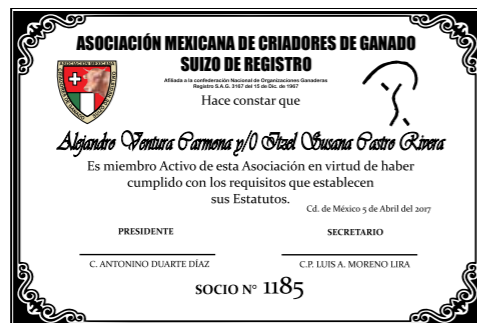 ASOCIACIÓN MEXICANA DE CRIADORES DE GANADO
SUIZO DE REGISTRO
Afiliada a la confederación Nacional de Organizaciones Ganaderas
Registro S.A.G. 3167 del 15 de Dic. de 1967
Hace constar que
Alejandro Ventura Carmona y/O Itzel Susana Castro Rivera
Es miembro Activo de esta Asociación en virtud de haber
cumplido con los requisitos que establecen
sus Estatutos.
Cd. de México 5 de Abril del 2017
PRESIDENTE
SECRETARIO
C. ANTONINO DUARTE DÍAZ
C.P. LUIS A. MORENO LIRA
SOCIO N° 1185